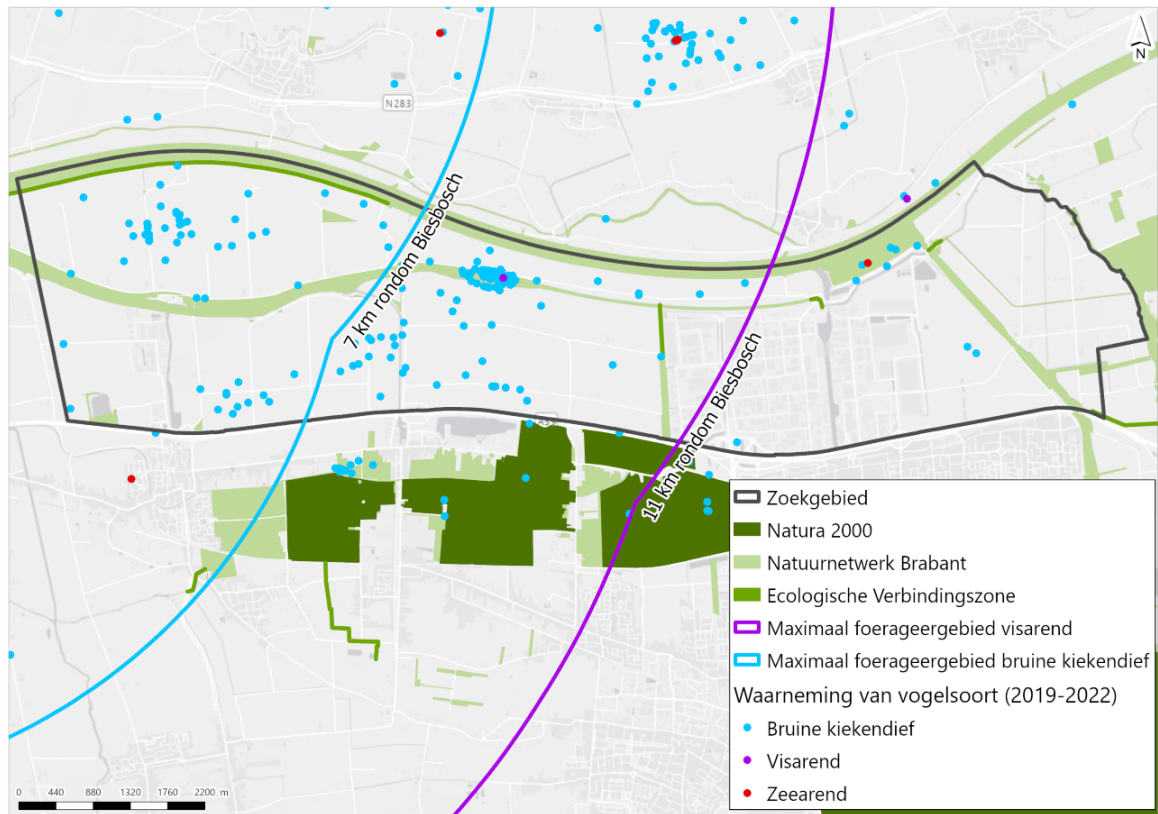 N
N283
7 km rondom Biesbosch
11 km rondom Biesbosch
Zoekgebied
Natura 2000
Natuurnetwerk Brabant
Ecologische Verbindingszone
Maximaal foerageergebied visarend
Maximaal foerageergebied bruine kiekendief
Waarneming van vogelsoort (2019-2022)
Bruine kiekendief
Visarend
Zeearend
0 440 880 1320 1760 2200 m